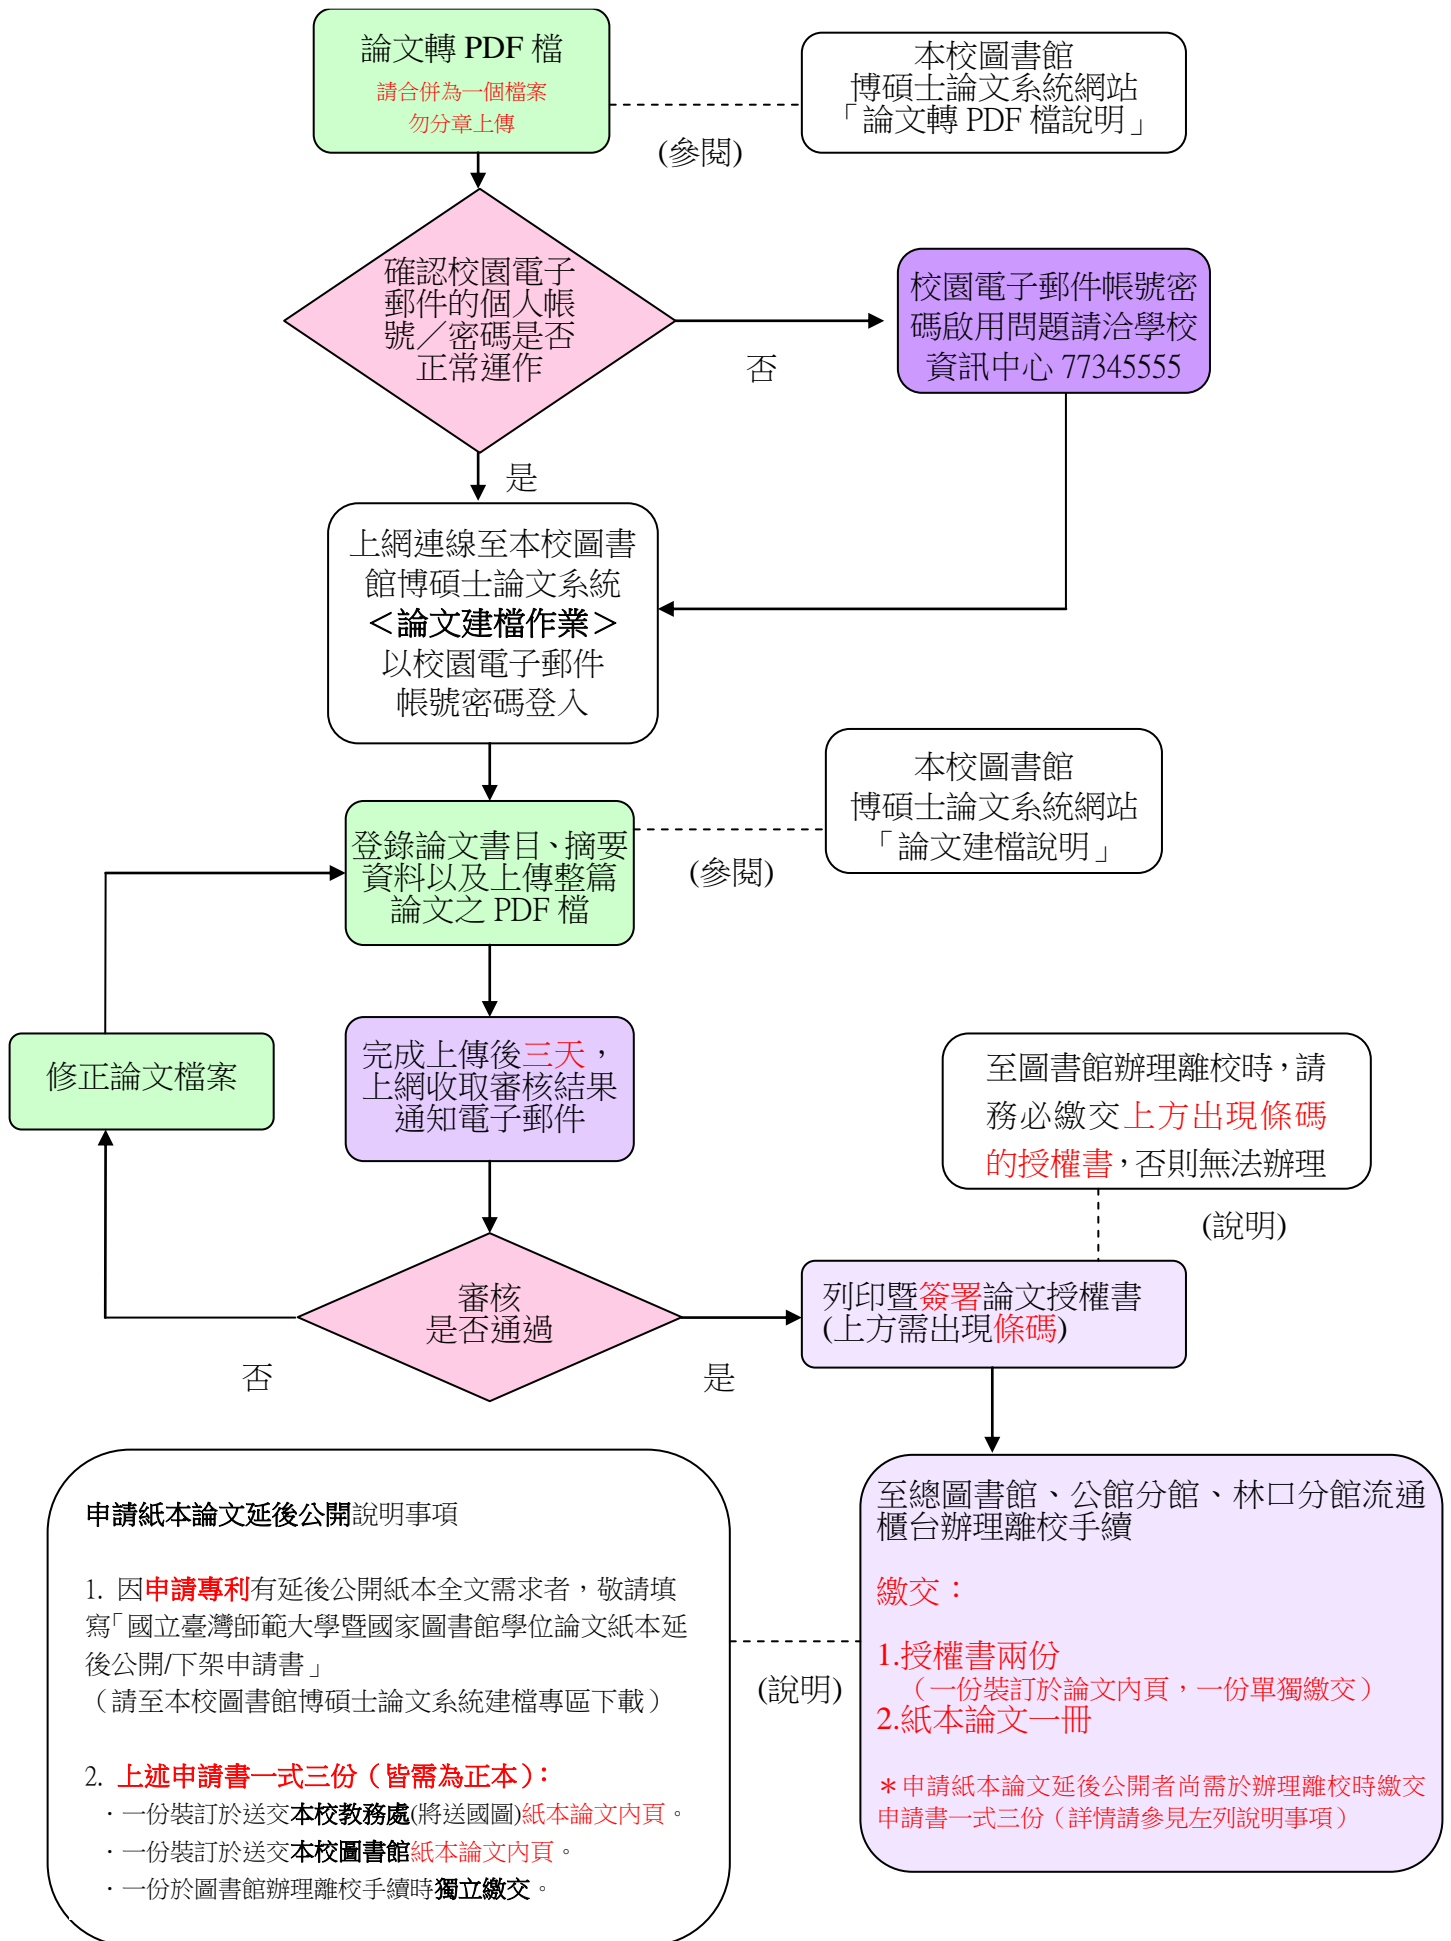 論文轉 PDF 檔
請合併為一個檔案
勿分章上傳
本校圖書館
博碩士論文系統網站
「論文轉 PDF 檔說明」
(參閱)
確認校園電子
郵件的個人帳
號／密碼是否
正常運作
否
校園電子郵件帳號密
碼啟用問題請洽學校
資訊中心 77345555
是
上網連線至本校圖書
館博碩士論文系統
＜論文建檔作業＞
以校園電子郵件
帳號密碼登入
本校圖書館
博碩士論文系統網站
「論文建檔說明」
(參閱)
登錄論文書目、摘要
資料以及上傳整篇
論文之 PDF 檔
修正論文檔案
完成上傳後三天，
上網收取審核結果
通知電子郵件
至圖書館辦理離校時，請
務必繳交上方出現條碼
的授權書，否則無法辦理
(說明)
審核
是否通過
否
是
列印暨簽署論文授權書
(上方需出現條碼)
申請紙本論文延後公開說明事項
1. 因申請專利有延後公開紙本全文需求者，敬請填
寫「國立臺灣師範大學暨國家圖書館學位論文紙本延
後公開/下架申請書」
（請至本校圖書館博碩士論文系統建檔專區下載）
2. 上述申請書一式三份（皆需為正本）：
．一份裝訂於送交本校教務處(將送國圖)紙本論文內頁。
．一份裝訂於送交本校圖書館紙本論文內頁。
．一份於圖書館辦理離校手續時獨立繳交。
(說明)
至總圖書館、公館分館、林口分館流通
櫃台辦理離校手續
繳交：
1.授權書兩份
（一份裝訂於論文內頁，一份單獨繳交）
2.紙本論文一冊
＊申請紙本論文延後公開者尚需於辦理離校時繳交
申請書一式三份（詳情請參見左列說明事項）